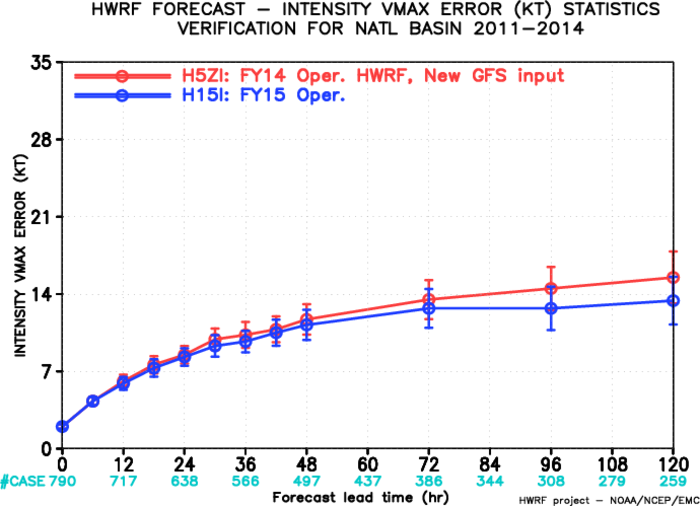 HWRF FORECAST – INTENSITY VMAX ERROR (KT) STATISTICS
VERIFICATION FOR NATL BASIN 2011–2014
H5ZI: FY14 Oper. HWRF, New GFS input
H15I: FY15 Oper.
INTENSITY VMAX ERROR (KT)
35
28
21
14
7
0
0 12 24 36 48 60 72 84 96 108 120
#CASE 790 717 638 566 497 437 386 344 308 279 259
Forecast lead time (hr)
HWRF project – NOAA/NCEP/EMC